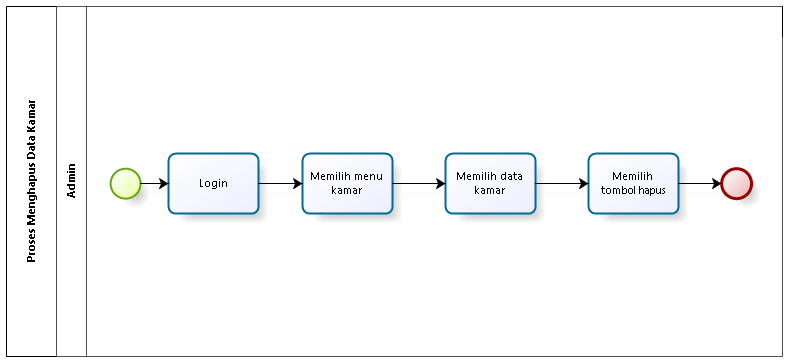 Proses Menghapus Data Kamar
Admin
Login
Memilih menu
kamar
Memilih data
kamar
Memilih
tombol hapus